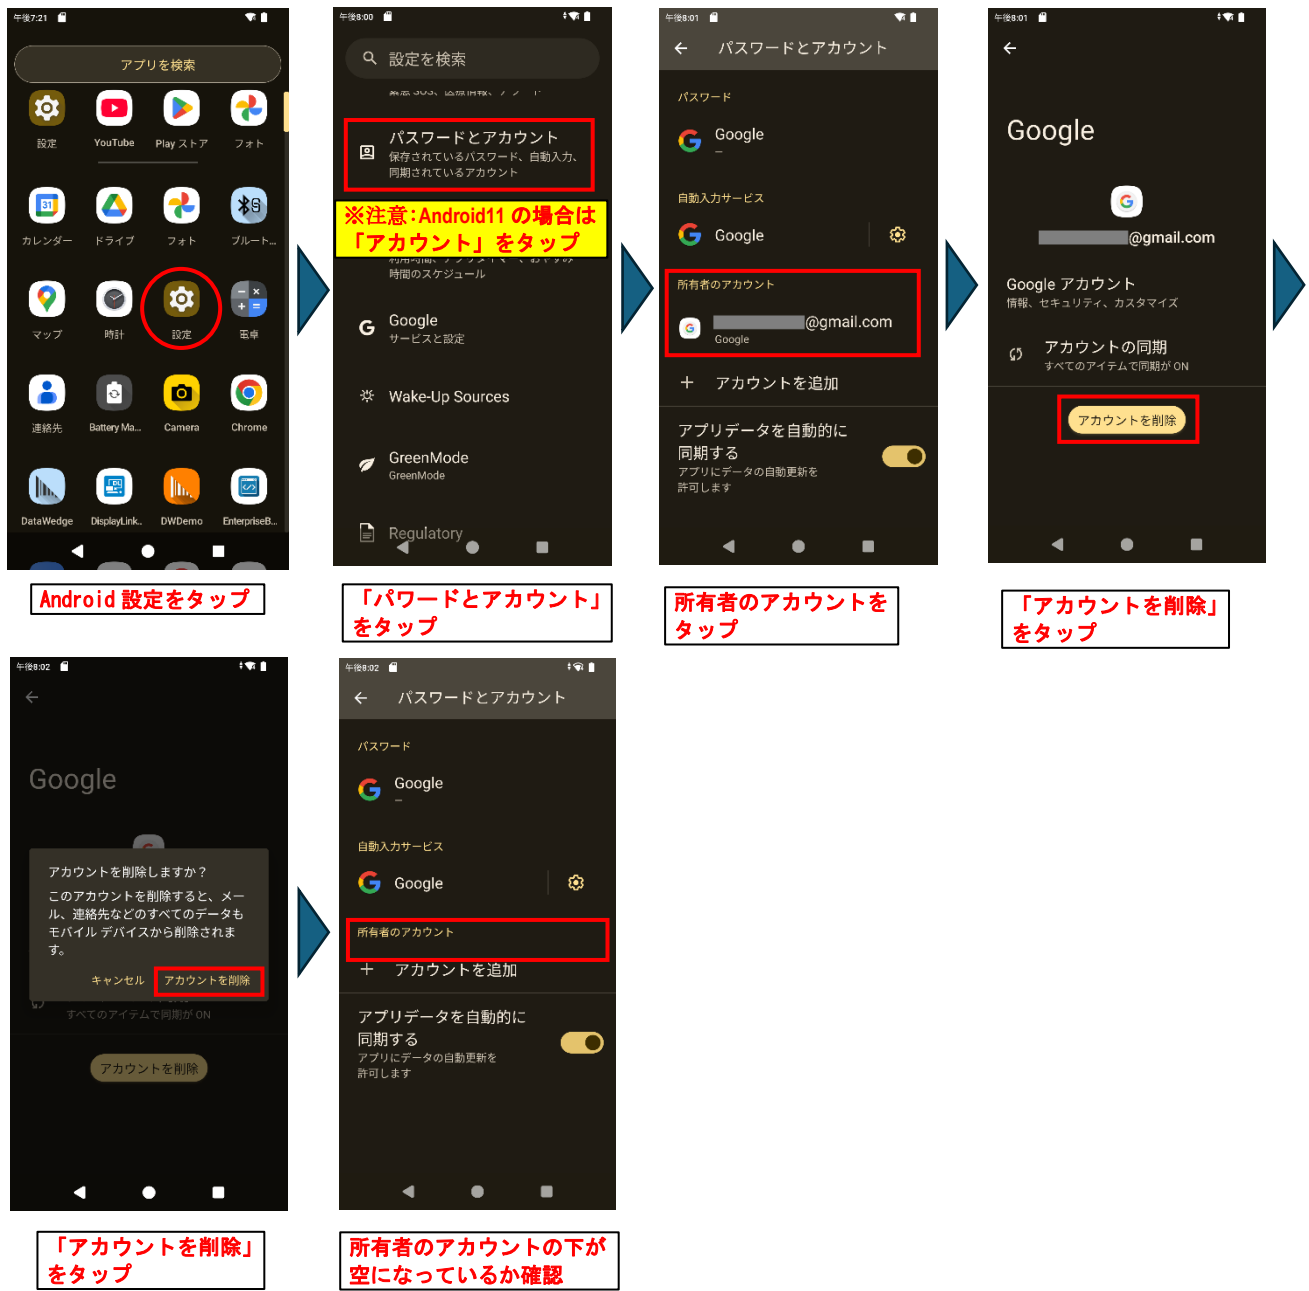 午後7:21
アプリを検索
設定
YouTube
Play ストア
フォト
カレンダー
ドライブ
フォト
ブルート...
マップ
時計
設定
電卓
連絡先
Battery Ma...
Camera
Chrome
DataWedge
DisplayLink..
DWDemo
EnterpriseB...
Android 設定をタップ
午後8:00
設定を検索
パスワードとアカウント
保存されているパスワード、自動入力、
同期されているアカウント
※注意：Android11 の場合は
「アカウント」をタップ
時間のスケジュール
Google
サービスと設定
Wake-Up Sources
GreenMode
GreenMode
Regulatory
「パワードとアカウント」
をタップ
午後8:01
パスワードとアカウント
パスワード
Google
–
自動入力サービス
Google
所有者のアカウント
@gmail.com
Google
アカウントを追加
アプリデータを自動的に
同期する
アプリにデータの自動更新を
許可します
所有者のアカウントを
タップ
午後8:01
Google
@gmail.com
Google アカウント
情報、セキュリティ、カスタマイズ
アカウントの同期
すべてのアイテムで同期が ON
アカウントを削除
「アカウントを削除」
をタップ
午後8:02
Google
アカウントを削除しますか？
このアカウントを削除すると、メー
ル、連絡先などのすべてのデータも
モバイル デバイスから削除されま
す。
キャンセル
アカウントを削除
すべてのアイテムで同期が ON
アカウントを削除
「アカウントを削除」
をタップ
午後8:02
パスワードとアカウント
パスワード
Google
–
自動入力サービス
Google
所有者のアカウント
アカウントを追加
アプリデータを自動的に
同期する
アプリにデータの自動更新を
許可します
所有者のアカウントの下が
空になっているか確認